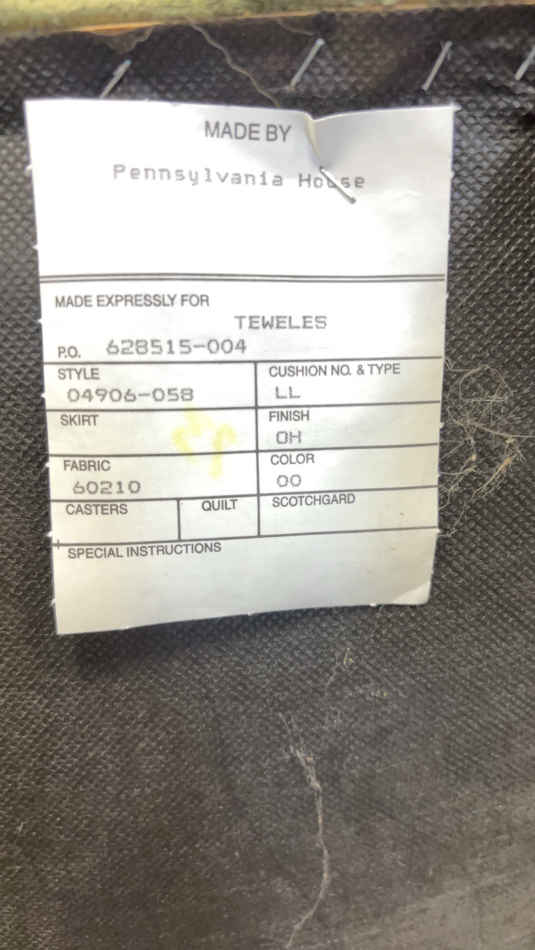 MADE BY
Pennsylvania House
MADE EXPRESSLY FOR
TEWELES
P.O. 628515-004
STYLE
04906-058
CUSHION NO. & TYPE
LL
SKIRT
FINISH
OH
FABRIC
60210
COLOR
00
CASTERS
QUILT
SCOTCHGARD
SPECIAL INSTRUCTIONS